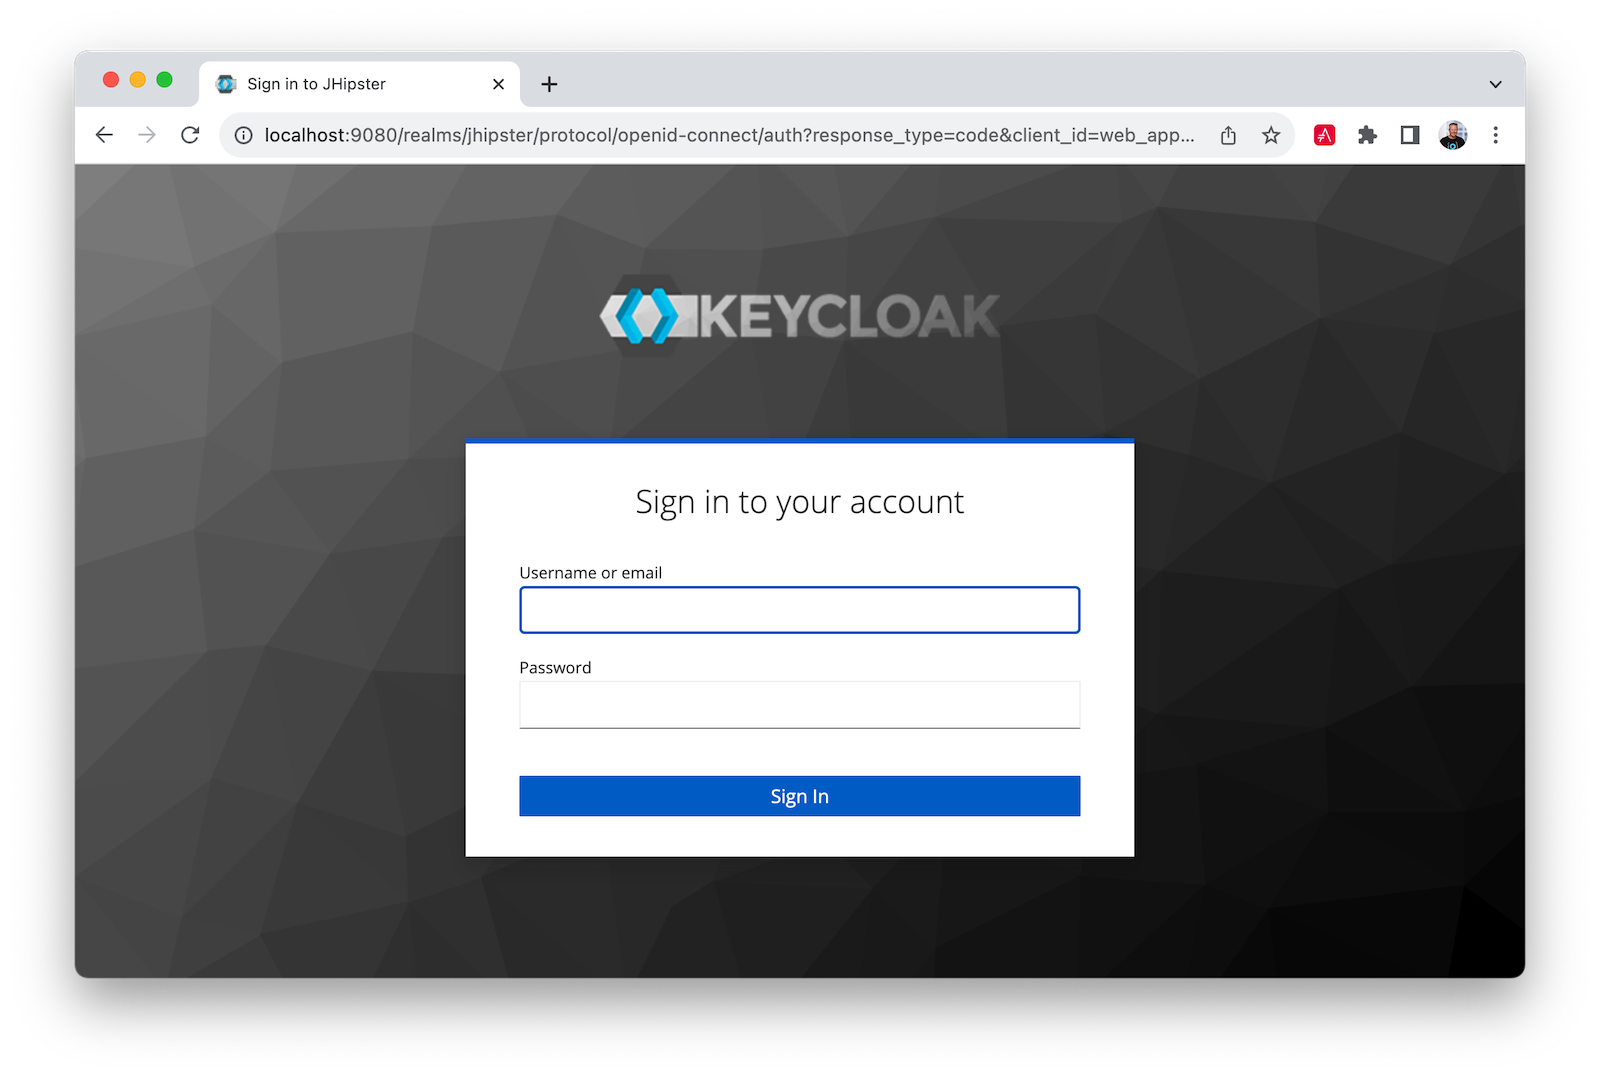 Sign in to JHipster
localhost:9080/realms/jhipster/protocol/openid-connect/auth?response_type=code&client_id=web_app...
KEYCLOAK
Sign in to your account
Username or email
Password
Sign In